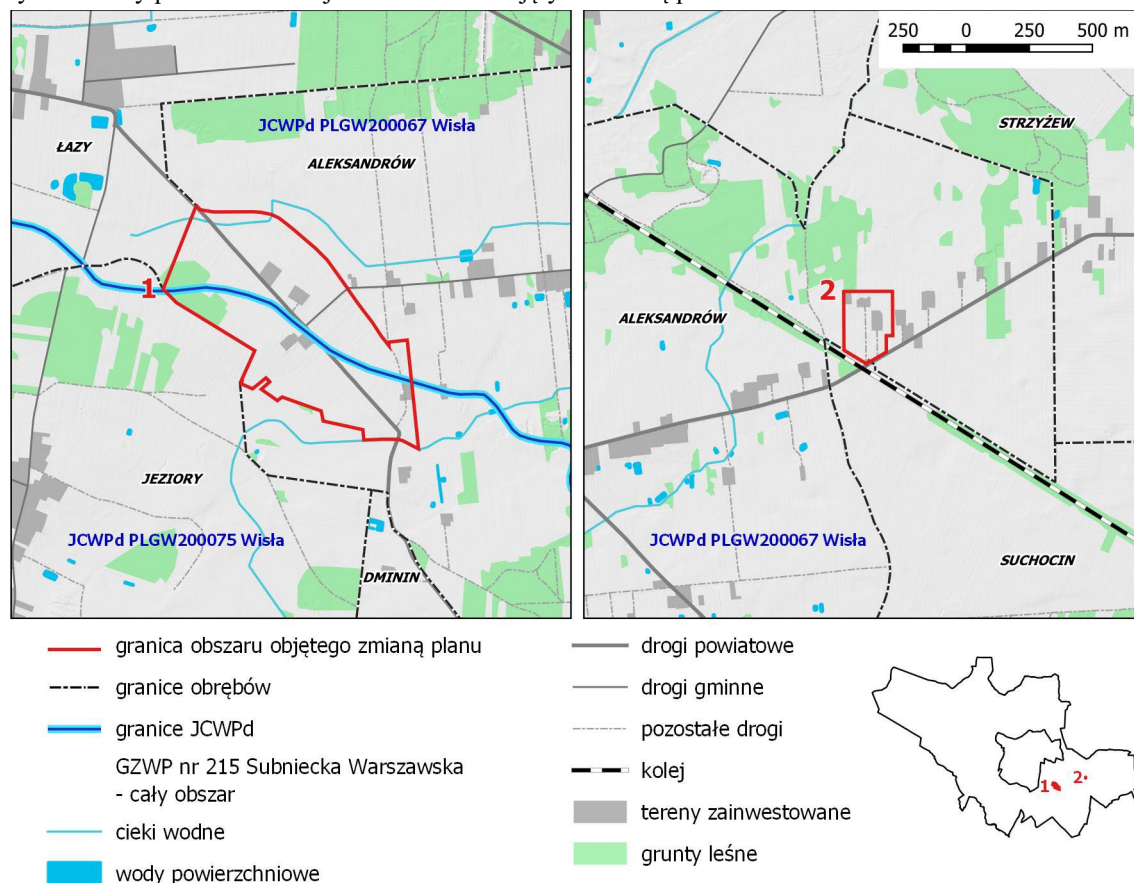 JCWPd PLGW200067 Wisła
ŁAZY
ALEKSANDRÓW
1
JEZIORY
JCWPd PLGW200075 Wisła
DMININ
250 0 250 500 m
STRZYŻEW
2
ALEKSANDRÓW
JCWPd PLGW200067 Wisła
SUCHOCIN
granica obszaru objętego zmianą planu
granice obrębów
granice JCWPd
GZWP nr 215 Subniecka Warszawska
- cały obszar
cieki wodne
wody powierzchniowe
drogi powiatowe
drogi gminne
pozostałe drogi
kolej
tereny zainwestowane
grunty leśne
1 2